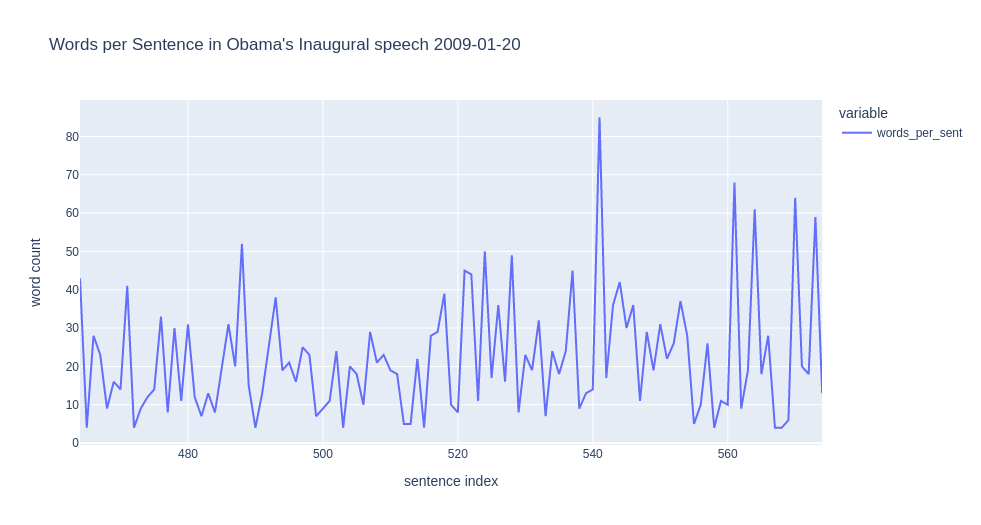 Words per Sentence in Obama's Inaugural speech 2009-01-20
variable
words_per_sent
word count
80
70
60
50
40
30
20
10
0
480
500
520
540
560
sentence index